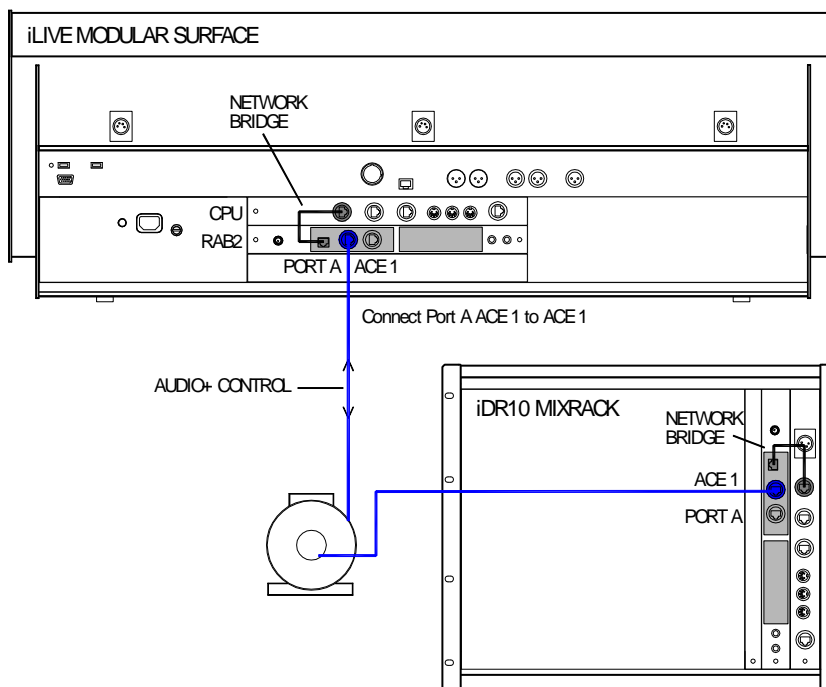 iLIVE MODULAR SURFACE
NETWORK
BRIDGE
CPU
RAB2
PORT A ACE 1
Connect Port A ACE 1 to ACE 1
AUDIO+ CONTROL
iDR10 MIXRACK
NETWORK
BRIDGE
ACE 1
PORT A